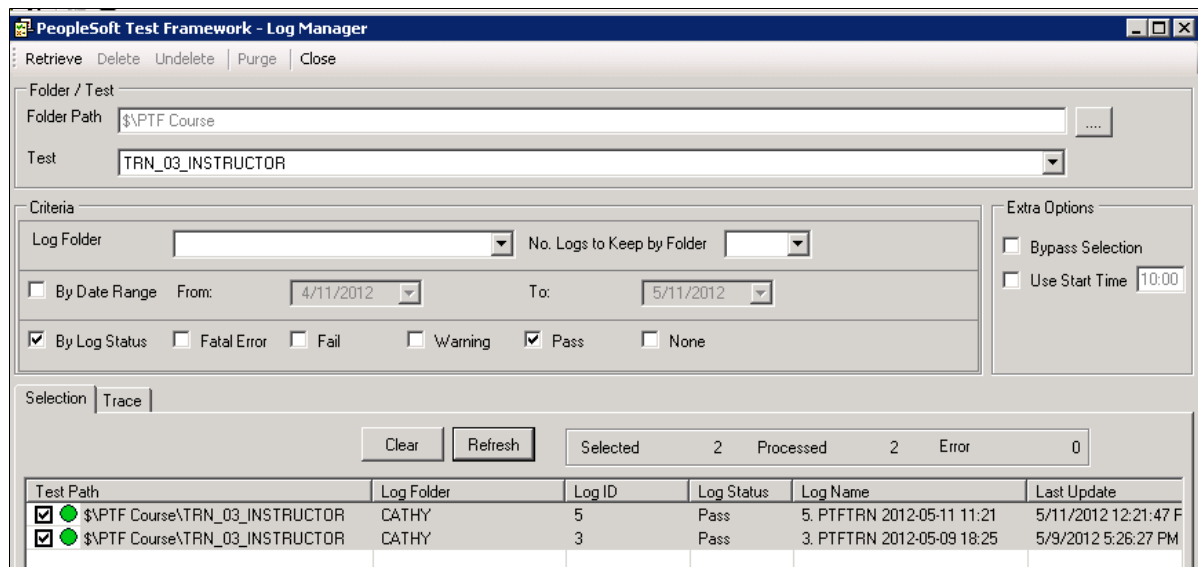 PeopleSoft Test Framework - Log Manager
Retrieve Delete Undelete Purge Close
Folder / Test
Folder Path $\PTF Course ....
Test TRN_03_INSTRUCTOR
Criteria
Extra Options
Log Folder No. Logs to Keep by Folder
Bypass Selection
By Date Range From: 4/11/2012 To: 5/11/2012
Use Start Time 10:00
By Log Status Fatal Error Fail Warning Pass None
Selection Trace
Clear Refresh Selected 2 Processed 2 Error 0
Test Path Log Folder Log ID Log Status Log Name Last Update
$\PTF Course\TRN_03_INSTRUCTOR CATHY 5 Pass 5. PTFTRN 2012-05-11 11:21 5/11/2012 12:21:47 F
$\PTF Course\TRN_03_INSTRUCTOR CATHY 3 Pass 3. PTFTRN 2012-05-09 18:25 5/9/2012 5:26:27 PM